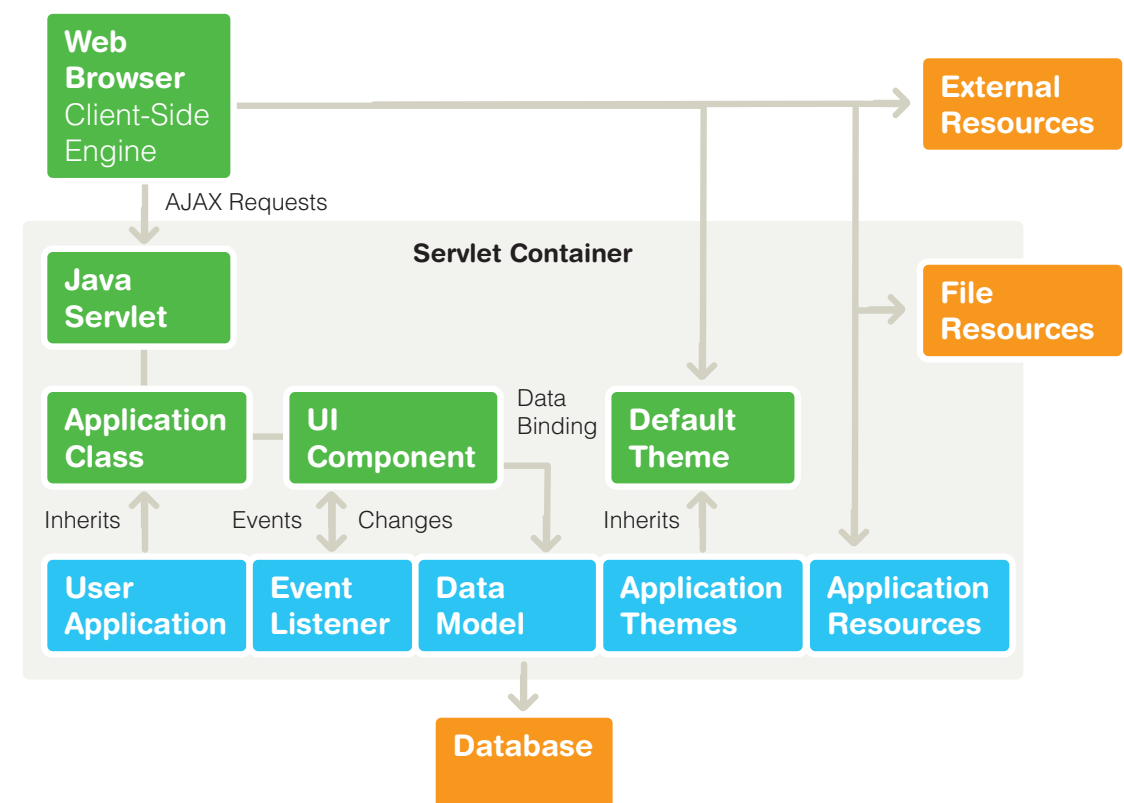 Web
Browser
Client-Side
Engine
External
Resources
AJAX Requests
Servlet Container
Java
Servlet
File
Resources
Application
Class
UI
Component
Data
Binding
Default
Theme
Inherits
Events
Changes
Inherits
User
Application
Event
Listener
Data
Model
Application
Themes
Application
Resources
Database